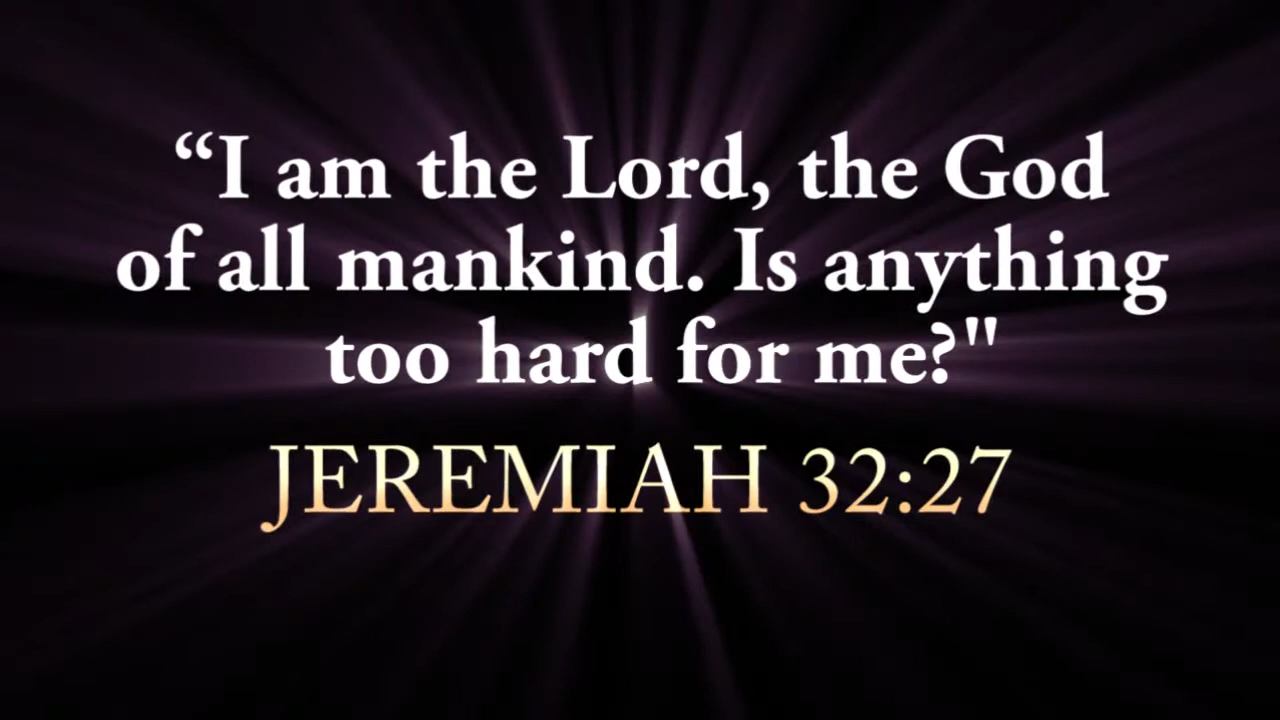 “I am the Lord, the God
of all mankind. Is anything
too hard for me?"
JEREMIAH 32:27